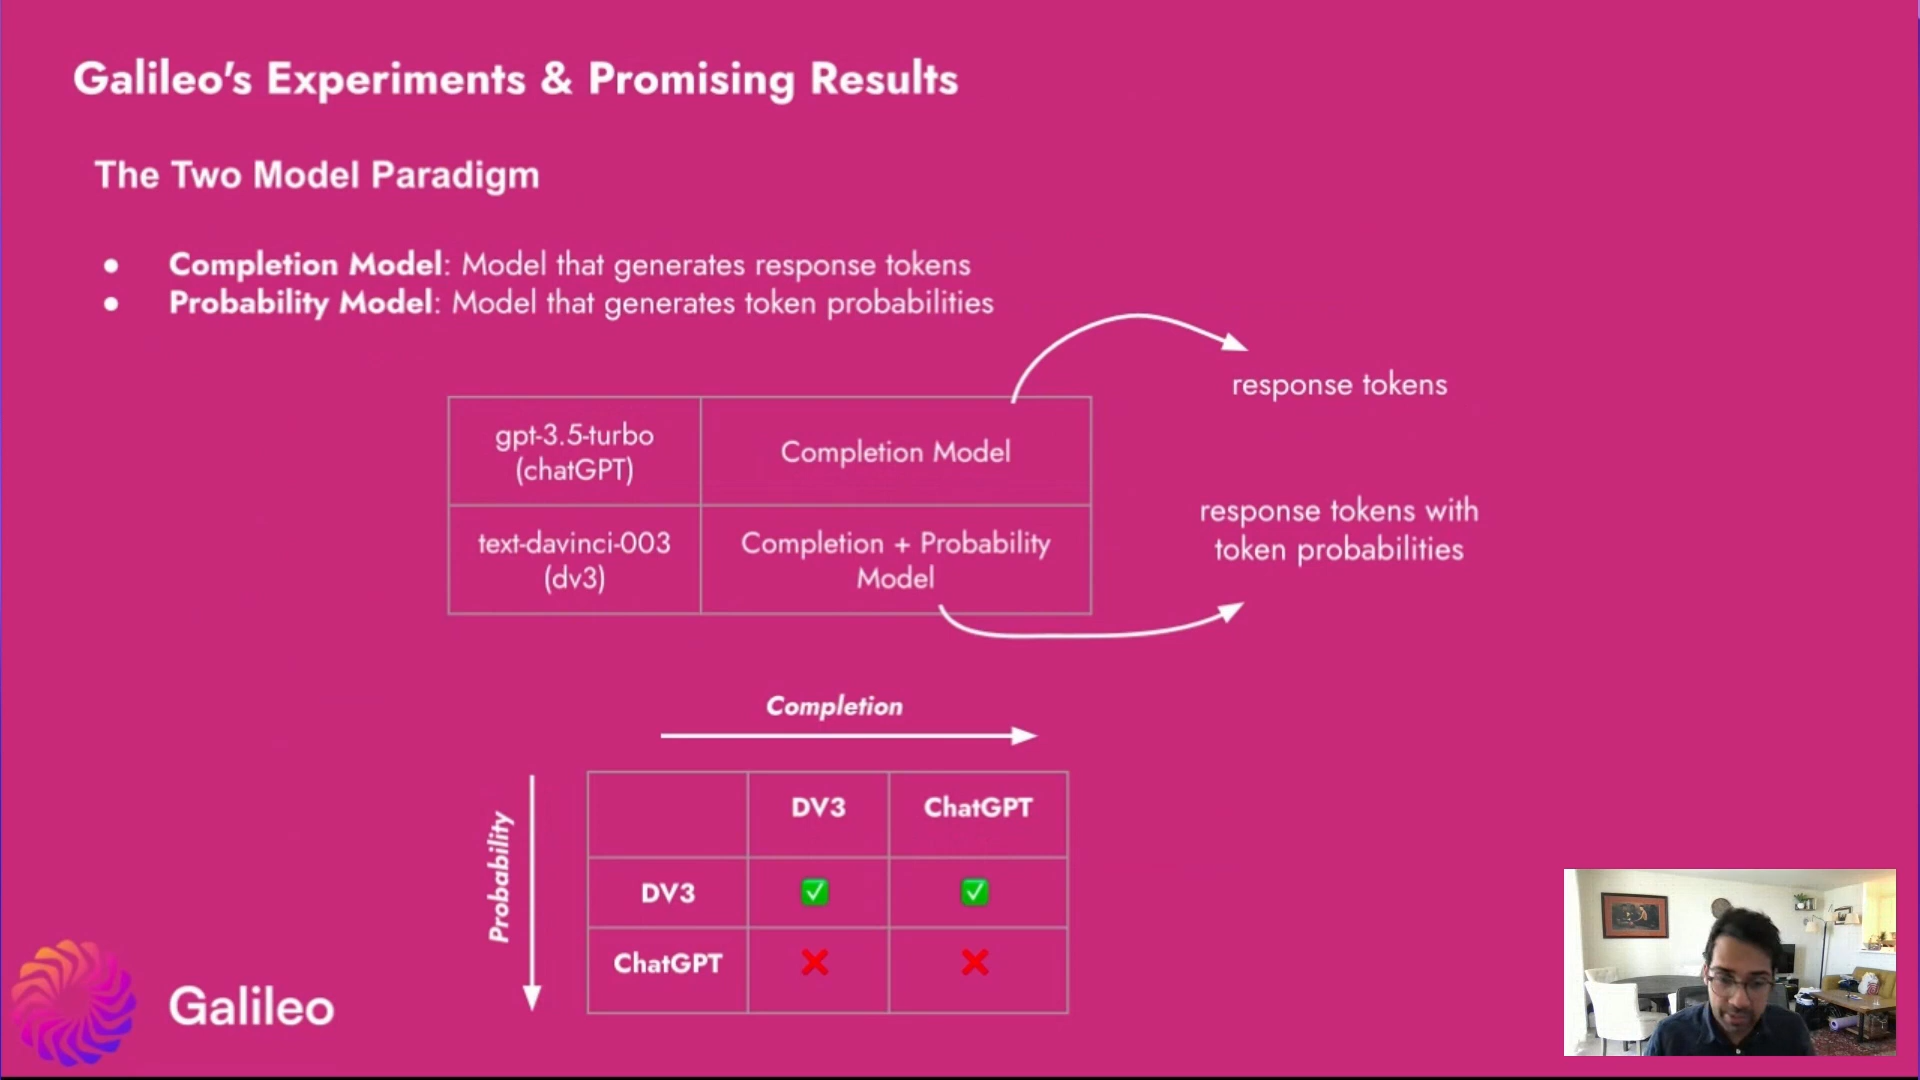 Galileo's Experiments & Promising Results
The Two Model Paradigm
● Completion Model: Model that generates response tokens
● Probability Model: Model that generates token probabilities
response tokens
gpt-3.5-turbo
(chatGPT)
Completion Model
response tokens with
token probabilities
text-davinci-003
(dv3)
Completion + Probability
Model
Completion
Probability
DV3 ChatGPT
DV3 ✅ ✅
ChatGPT ❌ ❌
Galileo